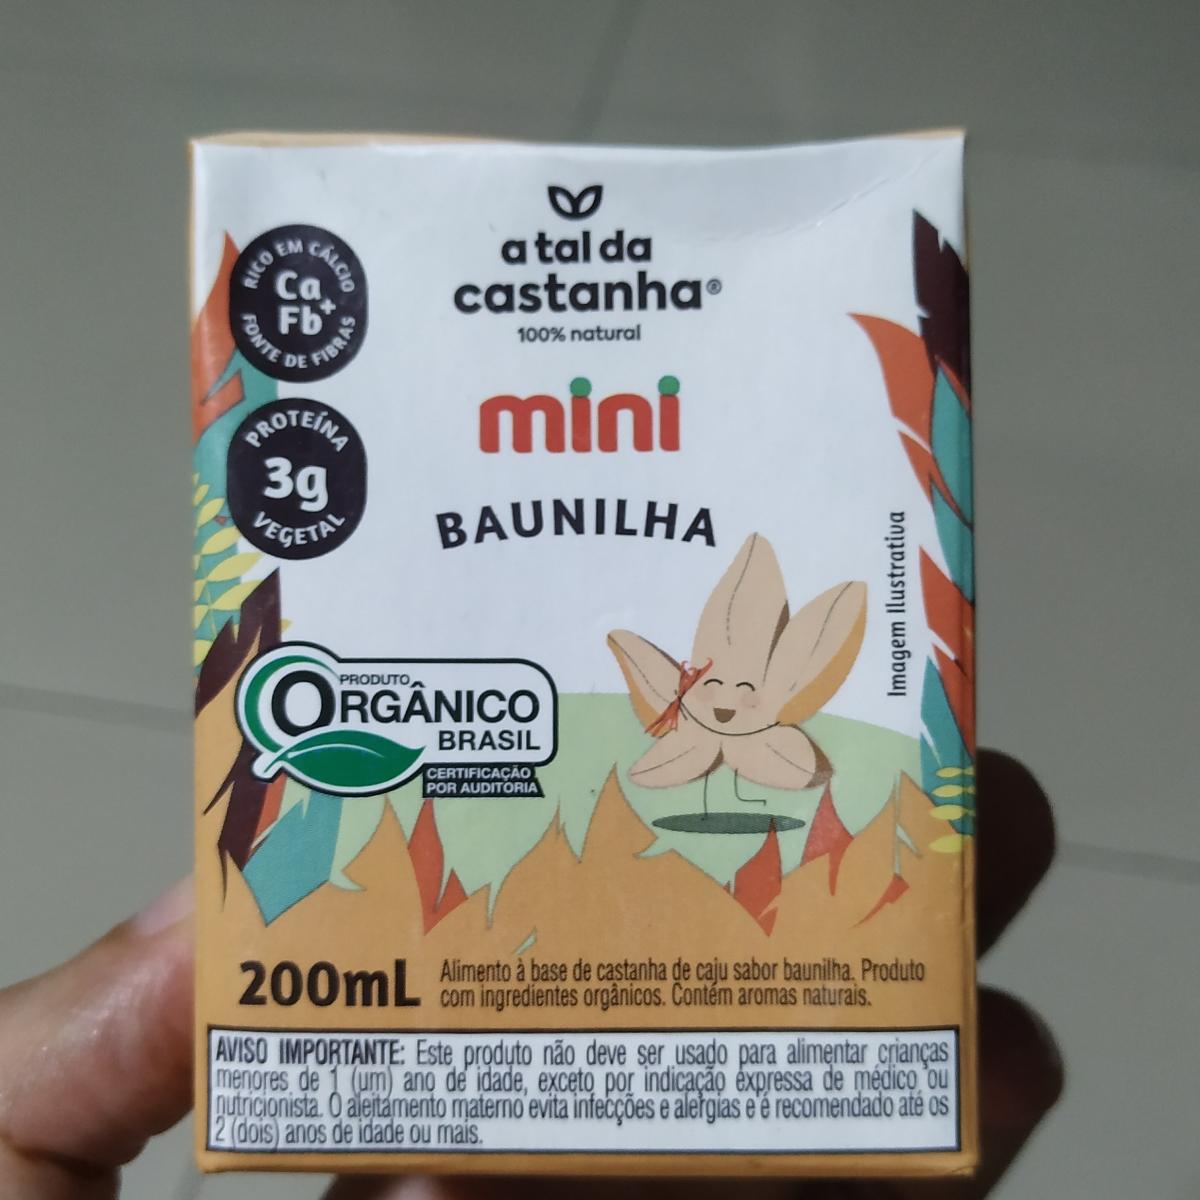 a tal da
castanha®
100% natural
mini
BAUNILHA
RICO EM CÁLCIO
Ca+
Fb
FONTE DE FIBRAS
PROTEÍNA
3g
VEGETAL
Imagem Ilustrativa
PRODUTO
ORGÂNICO
BRASIL
CERTIFICAÇÃO
POR AUDITORIA
200mL
Alimento à base de castanha de caju sabor baunilha. Produto
com ingredientes orgânicos. Contém aromas naturais.
AVISO IMPORTANTE: Este produto não deve ser usado para alimentar crianças
menores de 1 (um) ano de idade, exceto por indicação expressa de médico ou
nutricionista. O aleitamento materno evita infecções e alergias e é recomendado até os
2 (dois) anos de idade ou mais.